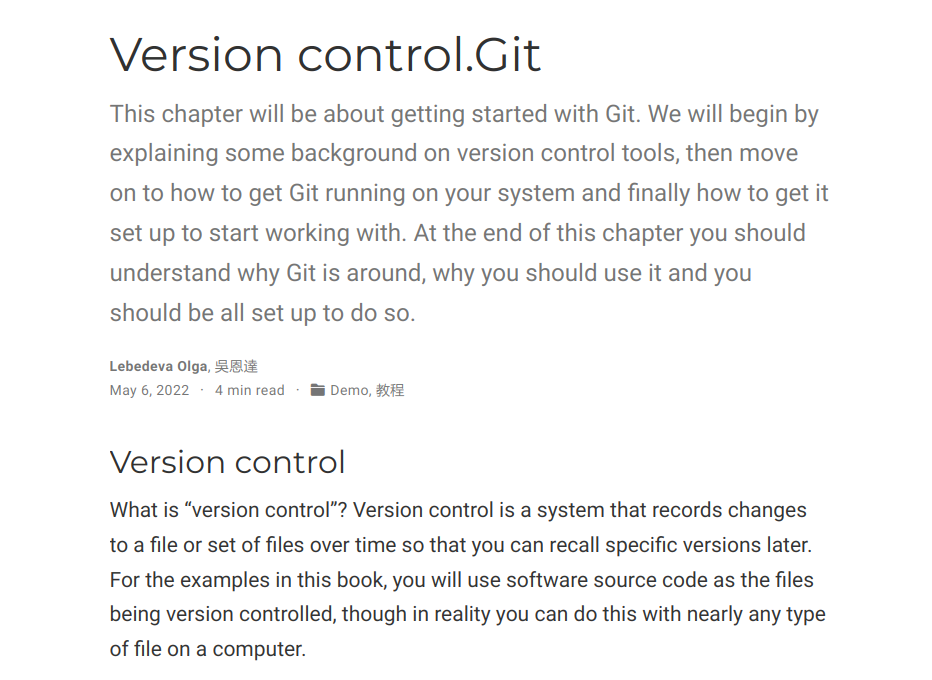 Version control.Git
This chapter will be about getting started with Git. We will begin by
explaining some background on version control tools, then move
on to how to get Git running on your system and finally how to get it
set up to start working with. At the end of this chapter you should
understand why Git is around, why you should use it and you
should be all set up to do so.
Lebedeva Olga, 吳恩達
May 6, 2022 · 4 min read · Demo, 教程
Version control
What is “version control”? Version control is a system that records changes
to a file or set of files over time so that you can recall specific versions later.
For the examples in this book, you will use software source code as the files
being version controlled, though in reality you can do this with nearly any type
of file on a computer.